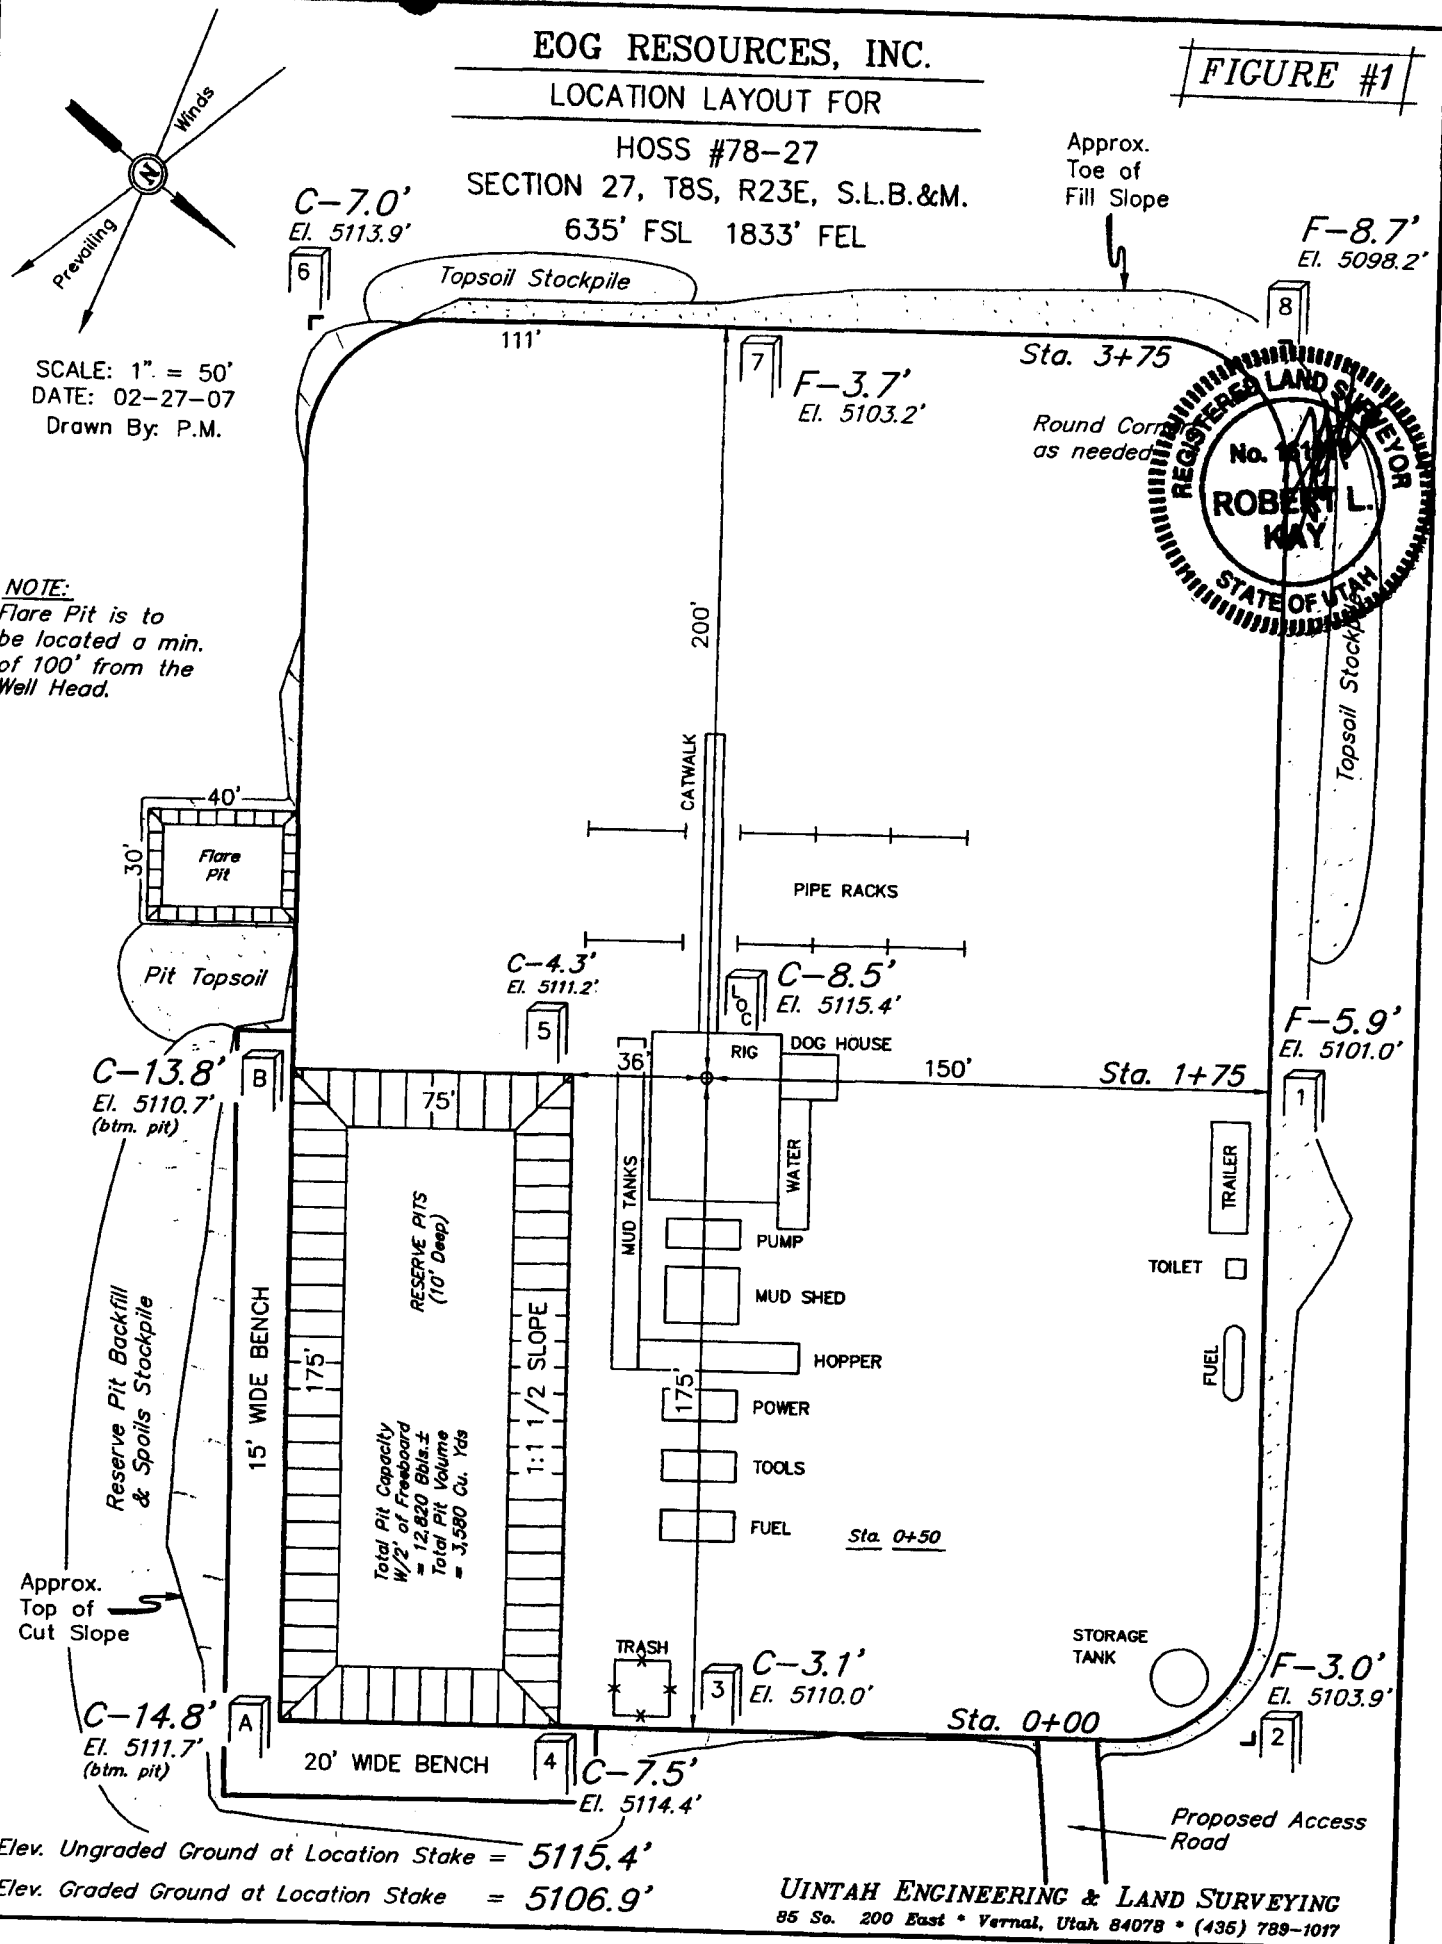 EOG RESOURCES, INC.
LOCATION LAYOUT FOR
HOSS #78-27
SECTION 27, T8S, R23E, S.L.B.&M.
635' FSL 1833' FEL
FIGURE #1
Winds
N
Prevailing
SCALE: 1" = 50'
DATE: 02-27-07
Drawn By: P.M.
C-7.0'
El. 5113.9'
6
Topsoil Stockpile
Approx.
Toe of
Fill Slope
F-8.7'
El. 5098.2'
8
111'
7
F-3.7'
El. 5103.2'
Sta. 3+75
Round
as needed
REGISTERED LAND SURVEYOR
No.
ROBERT L.
KAY
STATE OF UTAH
Topsoil
NOTE:
Flare Pit is to
be located a min.
of 100' from the
Well Head.
200'
CATWALK
40'
30'
Flare
Pit
PIPE RACKS
Pit Topsoil
C-4.3'
El. 5111.2'
5
LOC
C-8.5'
El. 5115.4'
F-5.9'
El. 5101.0'
1
C-13.8'
El. 5110.7'
(btm. pit)
B
75'
36'
RIG
DOG HOUSE
150'
Sta. 1+75
MUD TANKS
WATER
TRAILER
RESERVE PITS
(10' Deep)
PUMP
TOILET
MUD SHED
Reserve Pit Backfill
& Spoils Stockpile
15' WIDE BENCH
175'
1:1 1/2 SLOPE
HOPPER
FUEL
175'
POWER
Total Pit Capacity
W/2' of Freeboard
= 12,820 Bbls.±
Total Pit Volume
= 3,580 Cu. Yds
TOOLS
FUEL
Sta. 0+50
Approx.
Top of
Cut Slope
TRASH
STORAGE
TANK
3
C-3.1'
El. 5110.0'
F-3.0'
El. 5103.9'
2
C-14.8'
El. 5111.7'
(btm. pit)
A
Sta. 0+00
20' WIDE BENCH
4
C-7.5'
El. 5114.4'
Proposed Access
Road
Elev. Ungraded Ground at Location Stake = 5115.4'
Elev. Graded Ground at Location Stake = 5106.9'
UINTAH ENGINEERING & LAND SURVEYING
85 So. 200 East * Vernal, Utah 84078 * (435) 789-1017